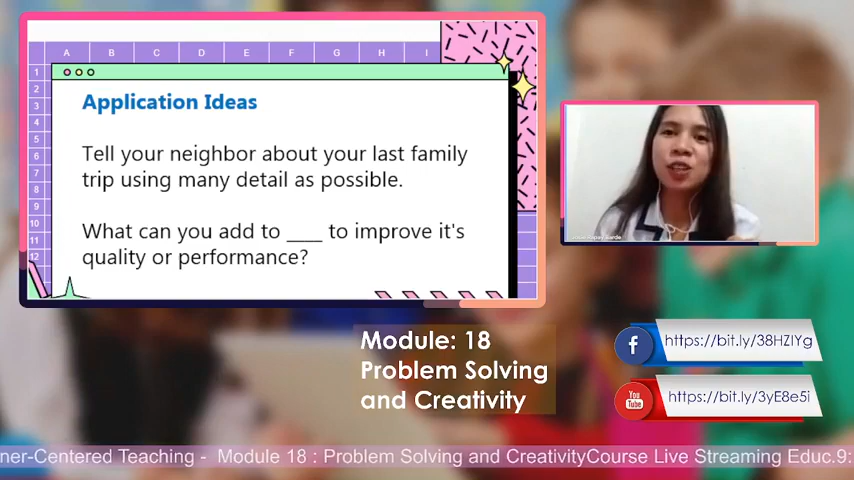 A B C D E F G H I
1
2
3
4
5
6
7
8
9
10
11
12
Application Ideas
Tell your neighbor about your last family
trip using many detail as possible.
What can you add to ____ to improve it's
quality or performance?
Module: 18
Problem Solving
and Creativity
https://bit.ly/38HZlYg
You
Tube
https://bit.ly/3yE8e5i
ner-Centered Teaching - Module 18 : Problem Solving and CreativityCourse Live Streaming Educ.9: